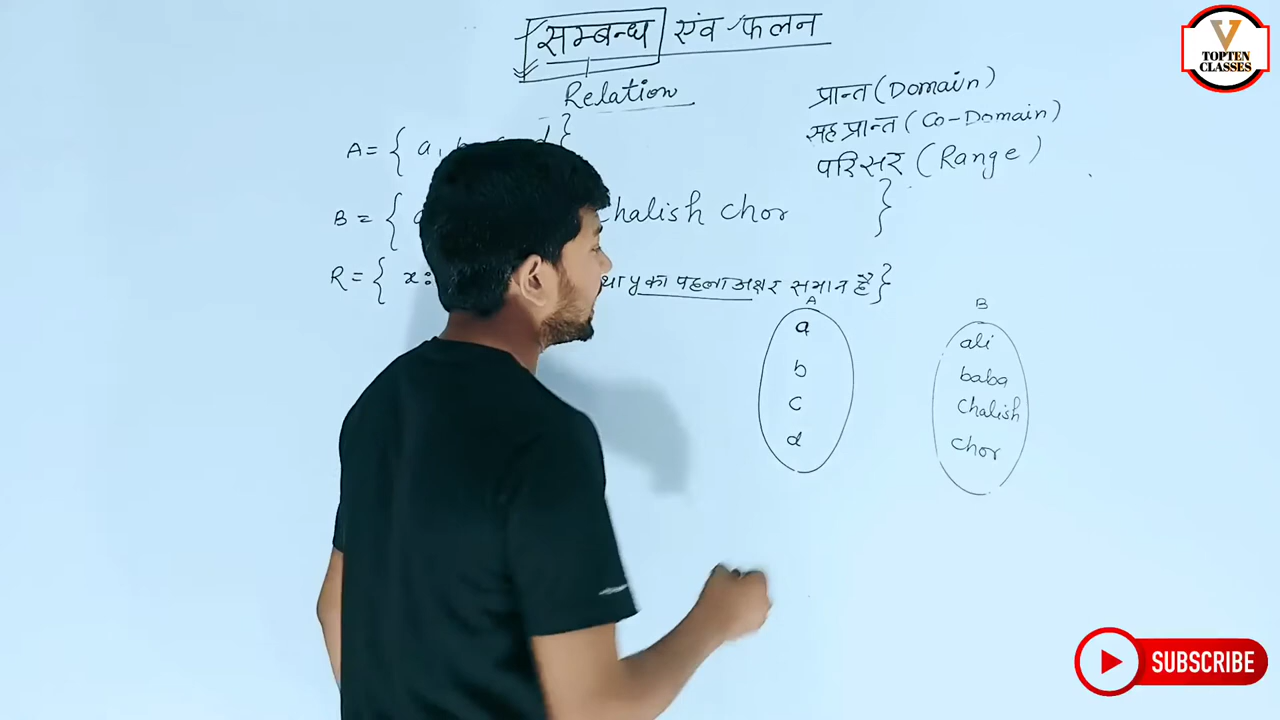 सम्बन्ध एंव फलन
Relation
प्रान्त (Domain)
सह प्रान्त (Co-Domain)
परिसर (Range)
A = { a,
B = { Chalish Chor }
R = { x: y का पहला अक्षर समान है }
A
a
b
c
d
B
ali
baba
Chalish
Chor
V
TOPTEN
CLASSES
SUBSCRIBE